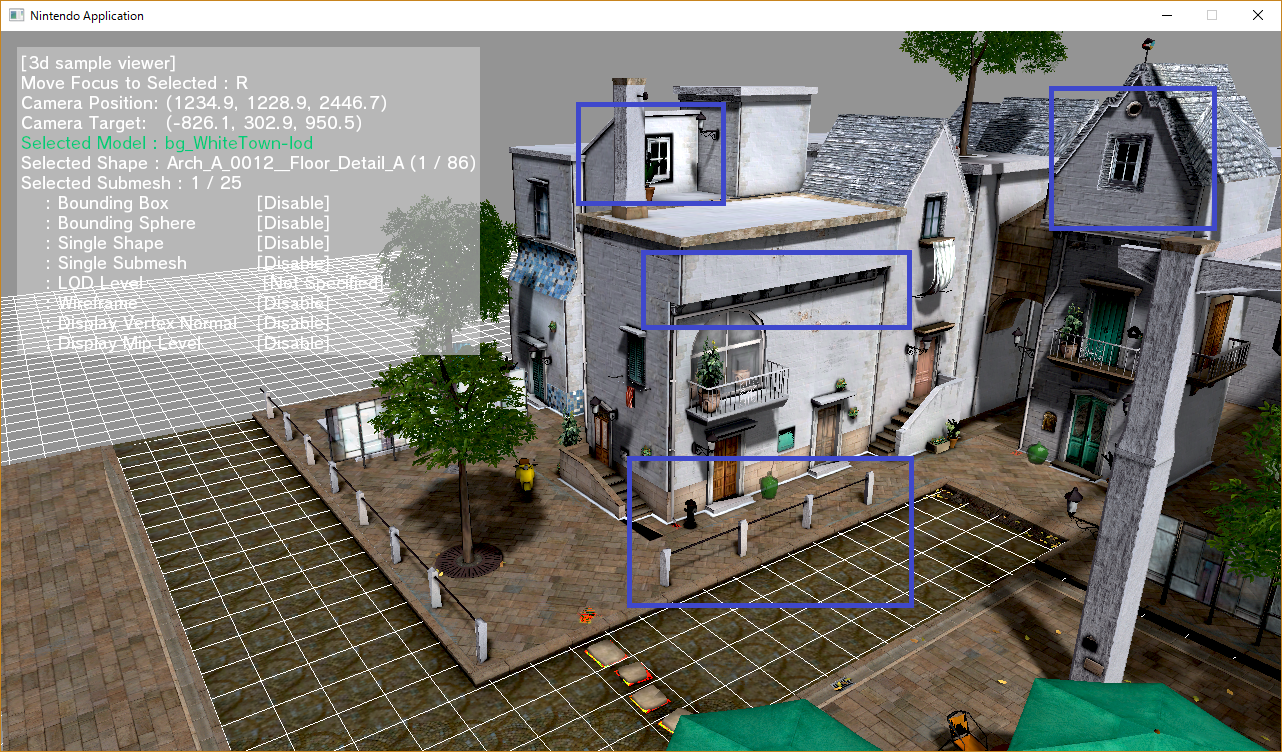 Nintendo Application
[3d sample viewer]
Move Focus to Selected : R
Camera Position: (1234.9, 1228.9, 2446.7)
Camera Target: (-826.1, 302.9, 950.5)
Selected Model : bg_WhiteTown-lod
Selected Shape : Arch_A_0012__Floor_Detail_A (1 / 86)
Selected Submesh : 1 / 25
: Bounding Box [Disable]
: Bounding Sphere [Disable]
: Single Shape [Disable]
: Single Submesh [Disable]
: LOD Level [Not Specified]
: Wireframe [Disable]
: Display Vertex Normal [Disable]
: Display Mip Level [Disable]